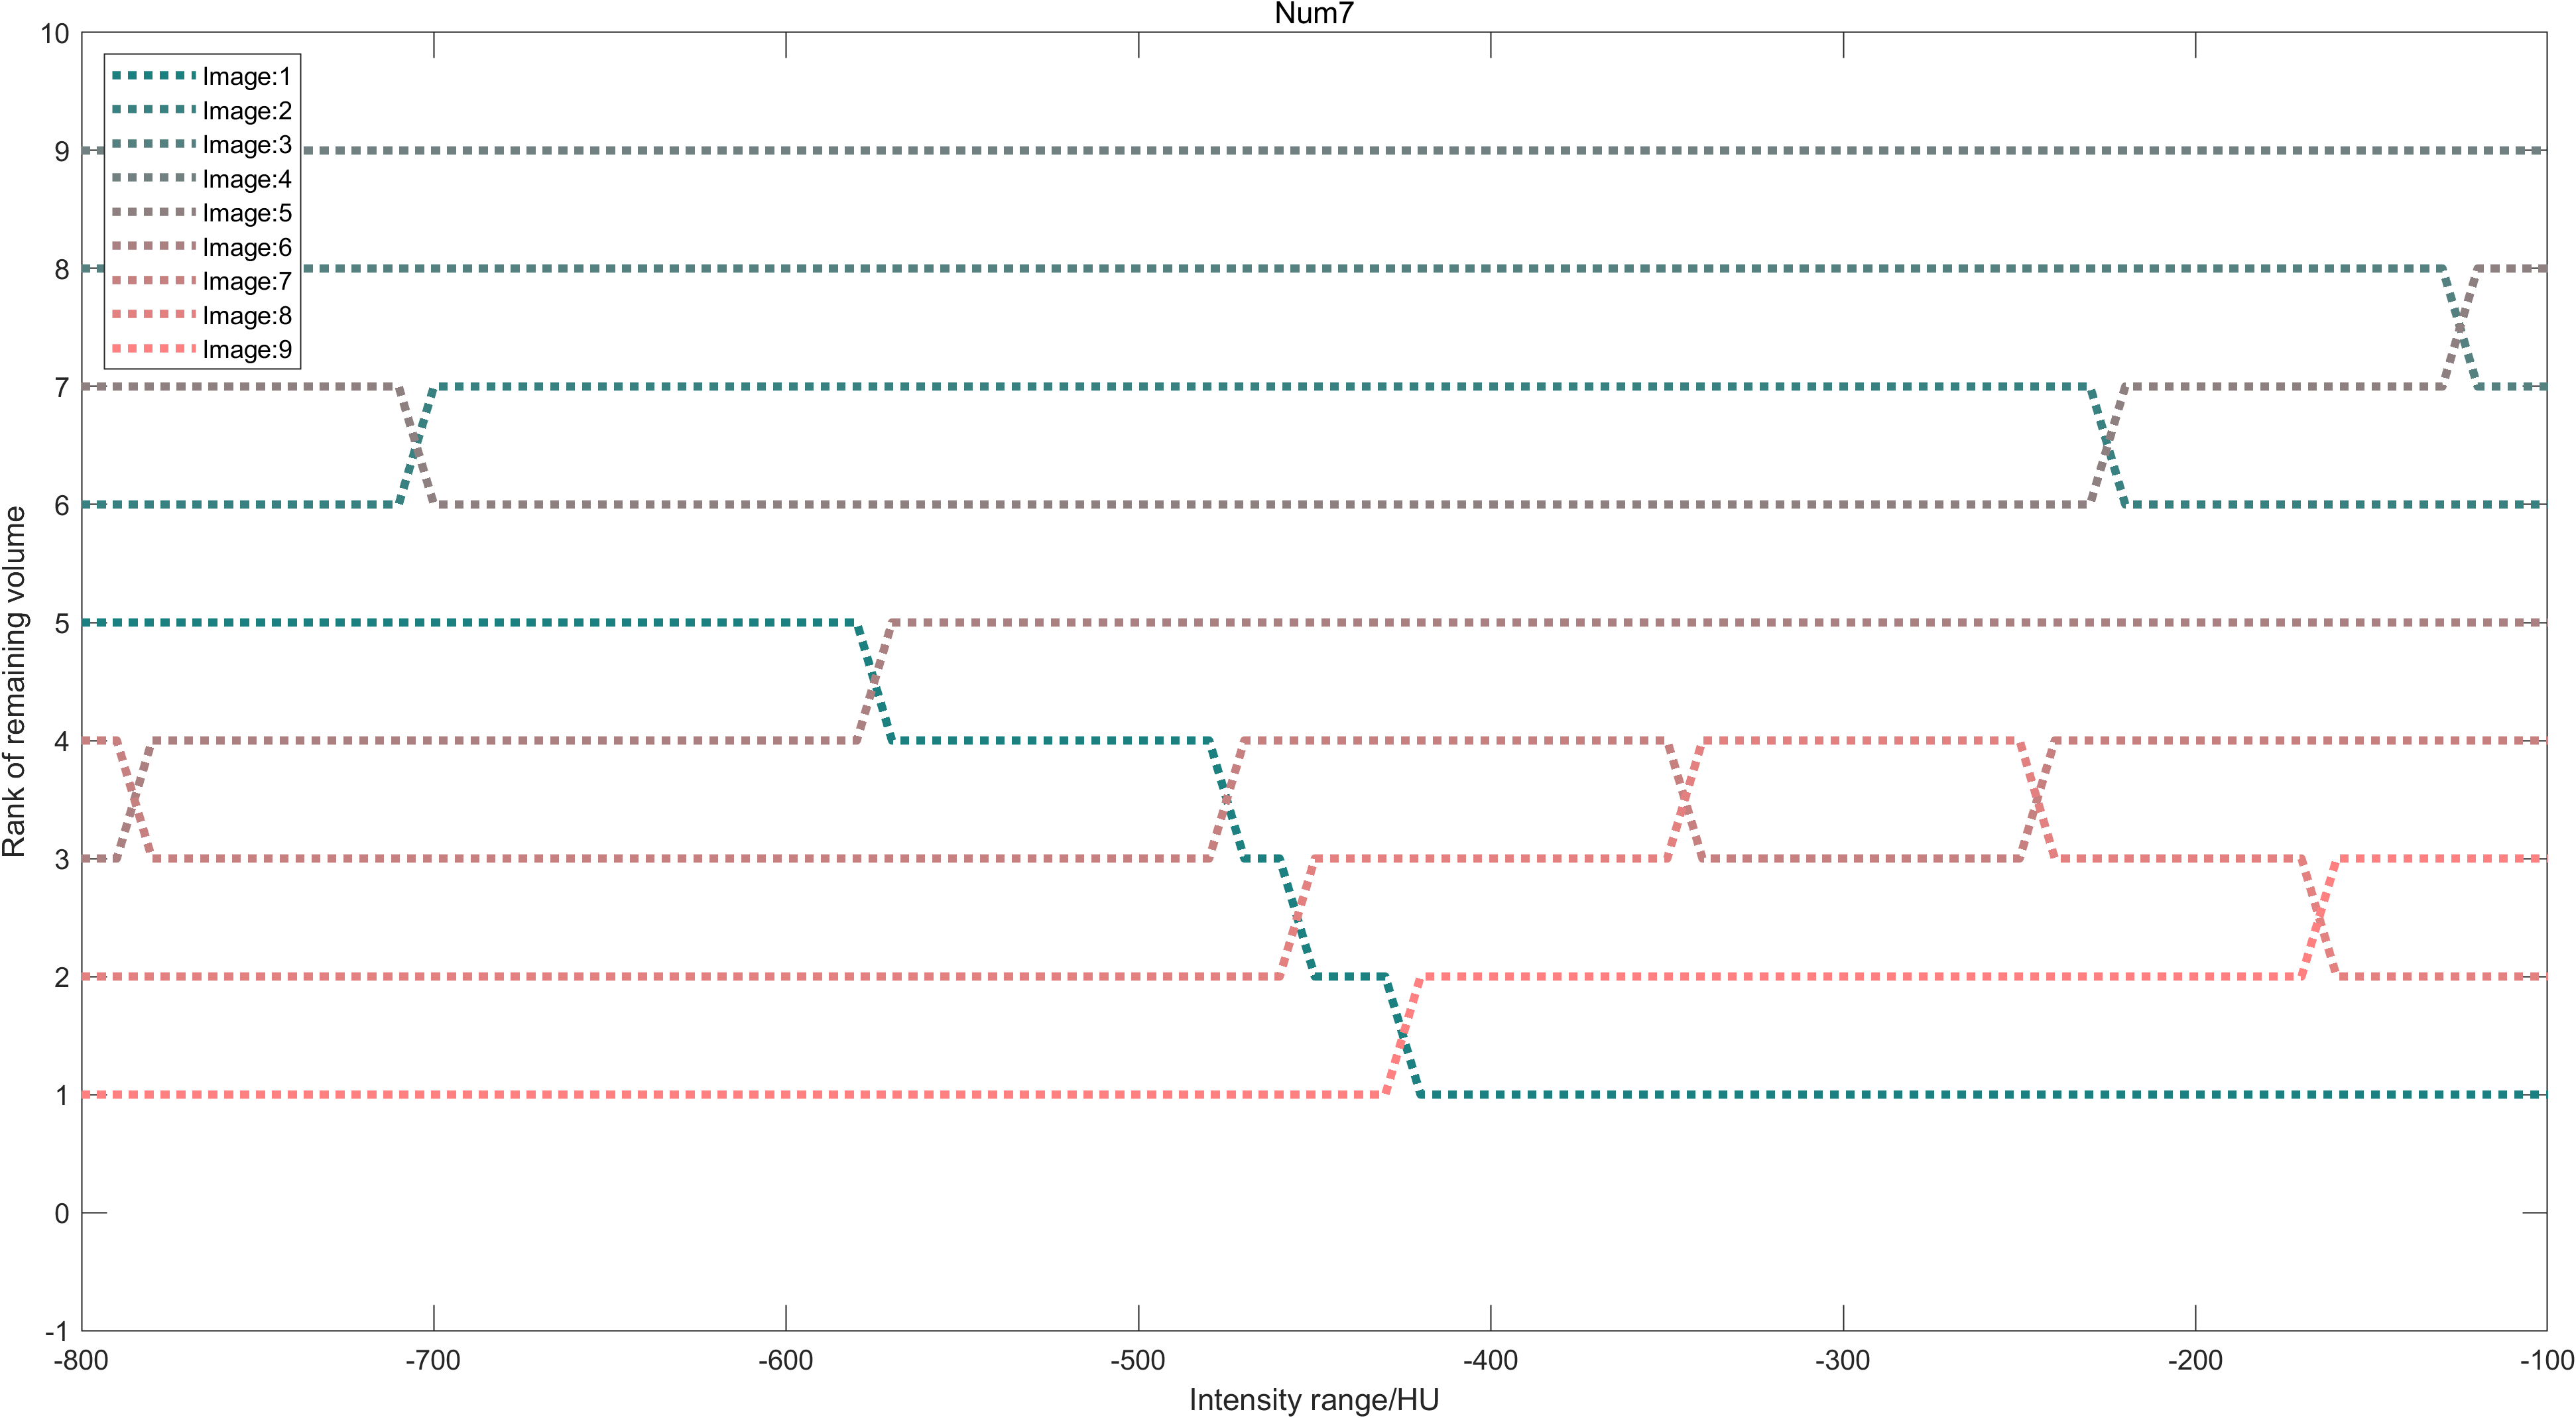 Num7
10
9
8
7
6
5
4
3
2
1
0
-1
Image:1
Image:2
Image:3
Image:4
Image:5
Image:6
Image:7
Image:8
Image:9
Rank of remaining volume
-800 -700 -600 -500 -400 -300 -200 -100
Intensity range/HU